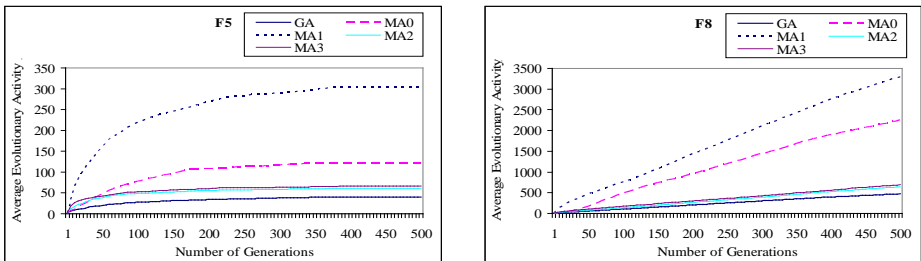 F5
GA
MA0
MA1
MA2
MA3
Average Evolutionary Activity
350
300
250
200
150
100
50
0
1 50 100 150 200 250 300 350 400 450 500
Number of Generations
F8
GA
MA0
MA1
MA2
MA3
Average Evolutionary Activity
3500
3000
2500
2000
1500
1000
500
0
1 50 100 150 200 250 300 350 400 450 500
Number of Generations